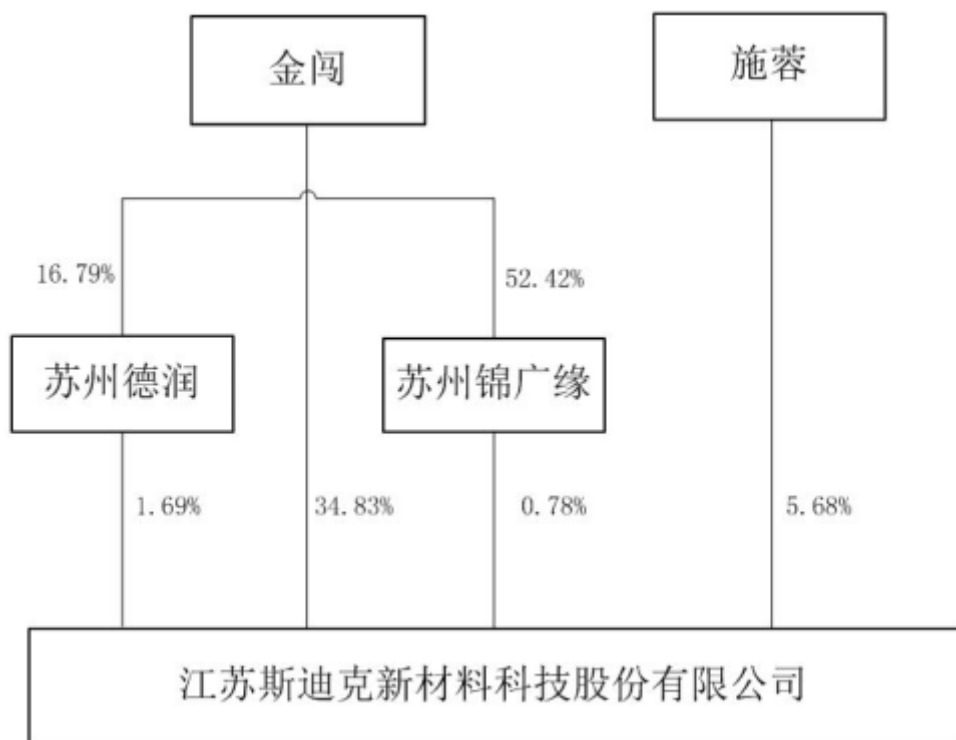 金闯
施蓉
16.79%
52.42%
苏州德润
苏州锦广缘
1.69%
34.83%
0.78%
5.68%
江苏斯迪克新材料科技股份有限公司